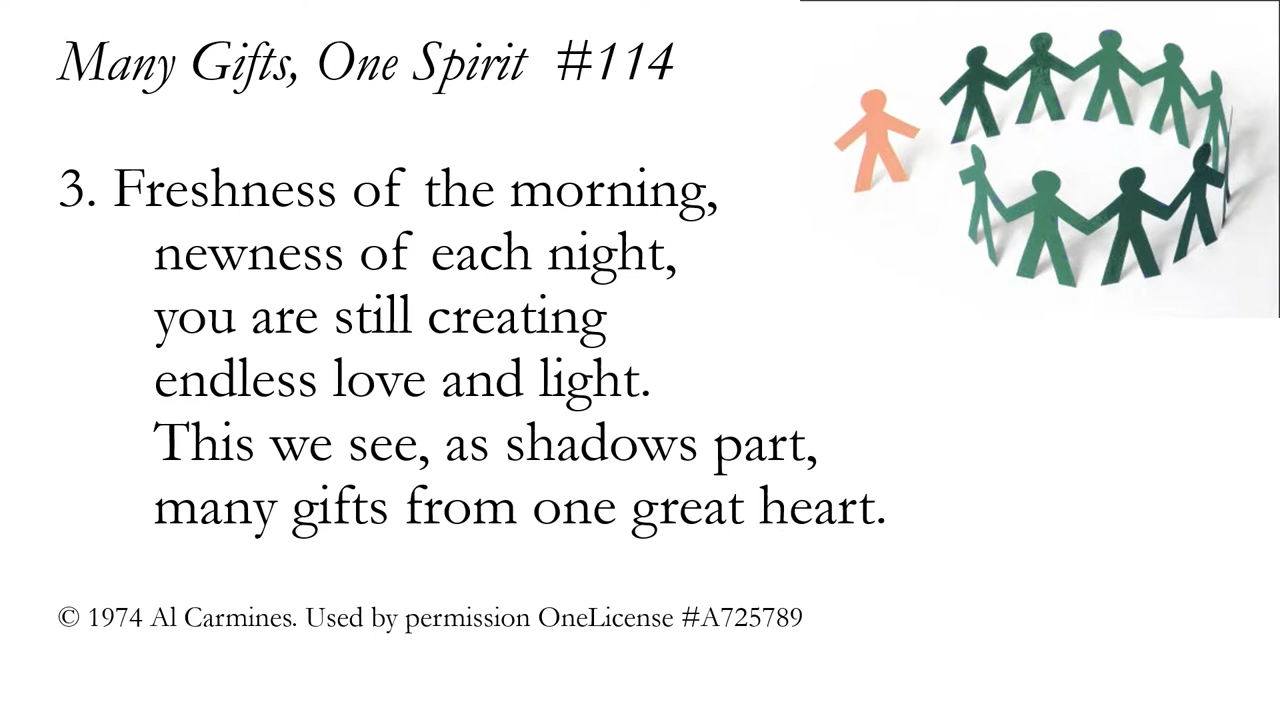 Many Gifts, One Spirit #114
3. Freshness of the morning,
newness of each night,
you are still creating
endless love and light.
This we see, as shadows part,
many gifts from one great heart.
© 1974 Al Carmines. Used by permission OneLicense #A725789